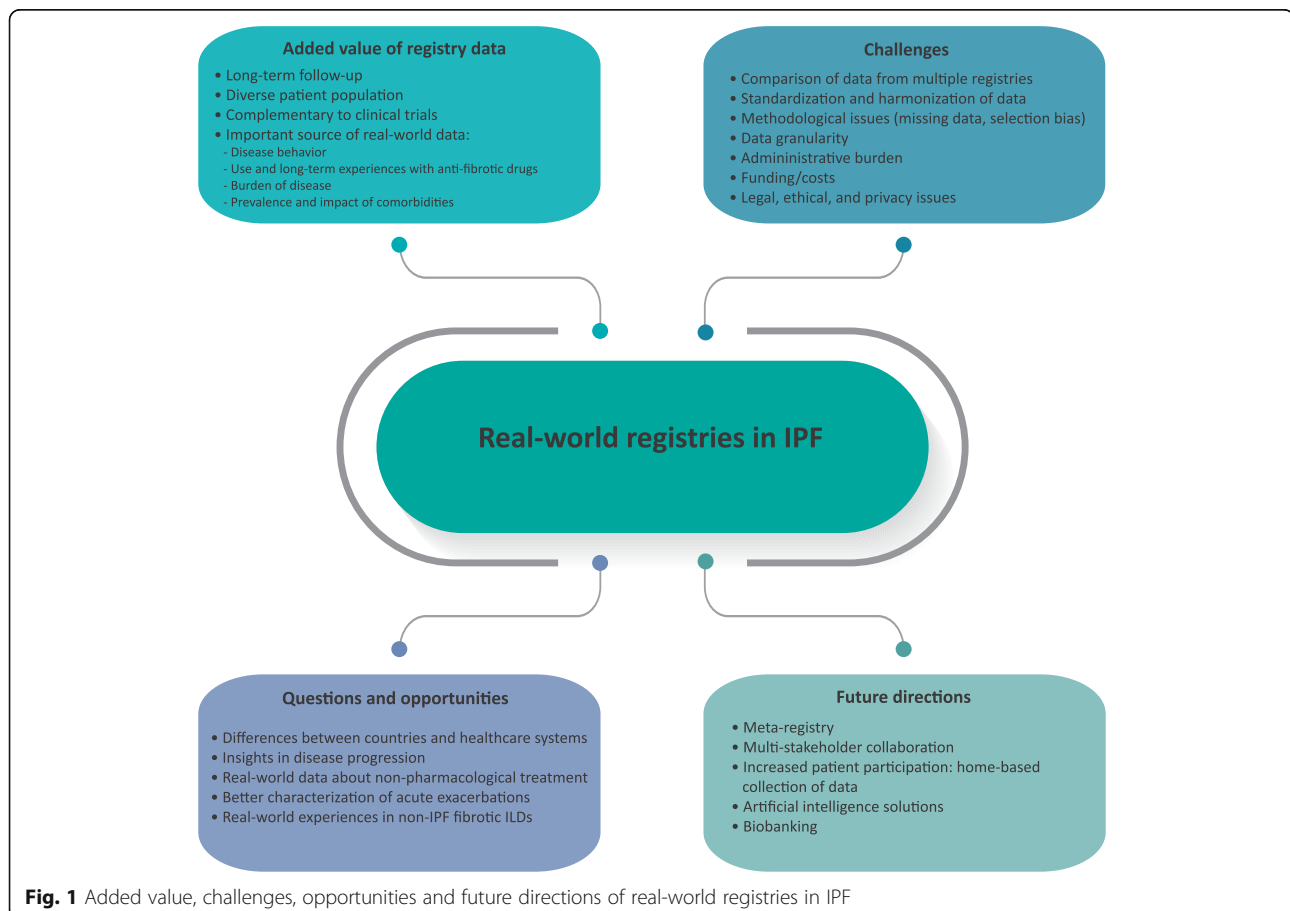 Added value of registry data
• Long-term follow-up
• Diverse patient population
• Complementary to clinical trials
• Important source of real-world data:
- Disease behavior
- Use and long-term experiences with anti-fibrotic drugs
- Burden of disease
- Prevalence and impact of comorbidities
Challenges
• Comparison of data from multiple registries
• Standardization and harmonization of data
• Methodological issues (missing data, selection bias)
• Data granularity
• Admininistrative burden
• Funding/costs
• Legal, ethical, and privacy issues
Real-world registries in IPF
Questions and opportunities
• Differences between countries and healthcare systems
• Insights in disease progression
• Real-world data about non-pharmacological treatment
• Better characterization of acute exacerbations
• Real-world experiences in non-IPF fibrotic ILDs
Future directions
• Meta-registry
• Multi-stakeholder collaboration
• Increased patient participation: home-based
collection of data
• Artificial intelligence solutions
• Biobanking
Fig. 1 Added value, challenges, opportunities and future directions of real-world registries in IPF